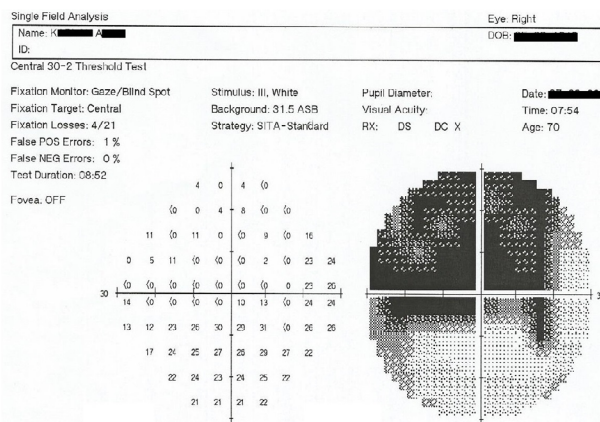 Single Field Analysis Eye: Right
Name: K A DOB:
ID:
Central 30-2 Threshold Test
Fixation Monitor: Gaze/Blind Spot Stimulus: III, White Pupil Diameter: Date:
Fixation Target: Central Background: 31.5 ASB Visual Acuity: Time: 07:54
Fixation Losses: 4/21 Strategy: SITA-Standard RX: DS DC X Age: 70
False POS Errors: 1 %
False NEG Errors: 0 %
Test Duration: 08:52
Fovea: OFF
4 0 4 (0
(0 (0 4 8 (0 (0
11 (0 11 0 (0 9 (0 16
0 5 11 (0 (0 (0 2 (0 23 24
(0 (0 (0 (0 (0 (0 (0 0 23 26
30
14 (0 (0 (0 (0 13 (0 24 24
13 12 23 26 30 29 31 (0 26 26
17 24 25 27 26 29 27 22
22 24 23 24 25 22
21 21 21 22